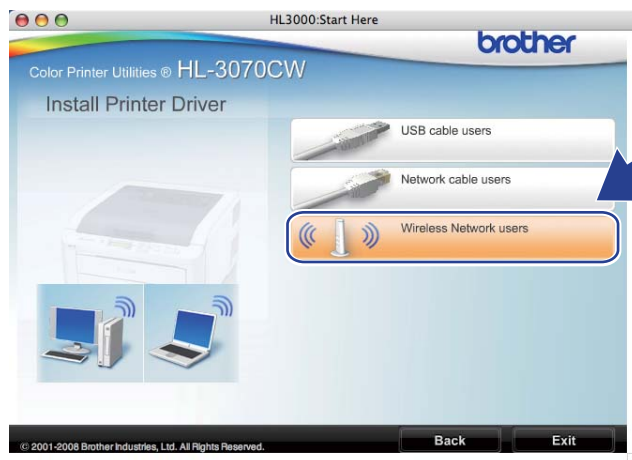 HL3000:Start Here
brother
Color Printer Utilities ® HL-3070CW
Install Printer Driver
USB cable users
Network cable users
Wireless Network users
© 2001-2008 Brother Industries, Ltd. All Rights Reserved.
Back
Exit